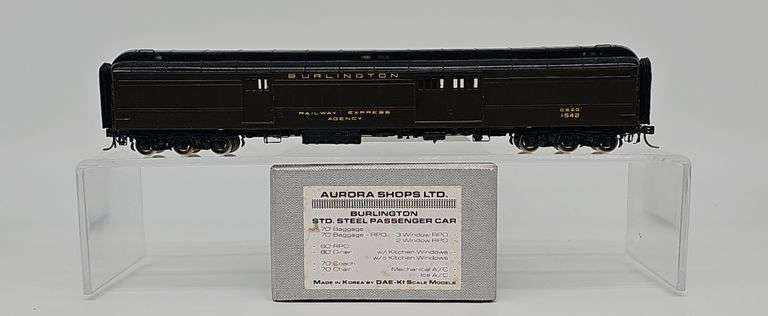 BURLINGTON
RAILWAY EXPRESS
AGENCY
CB&Q
1542
AURORA SHOPS LTD.
BURLINGTON
STD. STEEL PASSENGER CAR
70' Baggage
70' Baggage - RPO 3 Window RPO
2 Window RPO
60' RPO
80' Diner w/ Kitchen Windows
w/o Kitchen Windows
70' Coach
70' Chair Mechanical A/C
Ice A/C
MADE IN KOREA BY DAE-KI SCALE MODELS